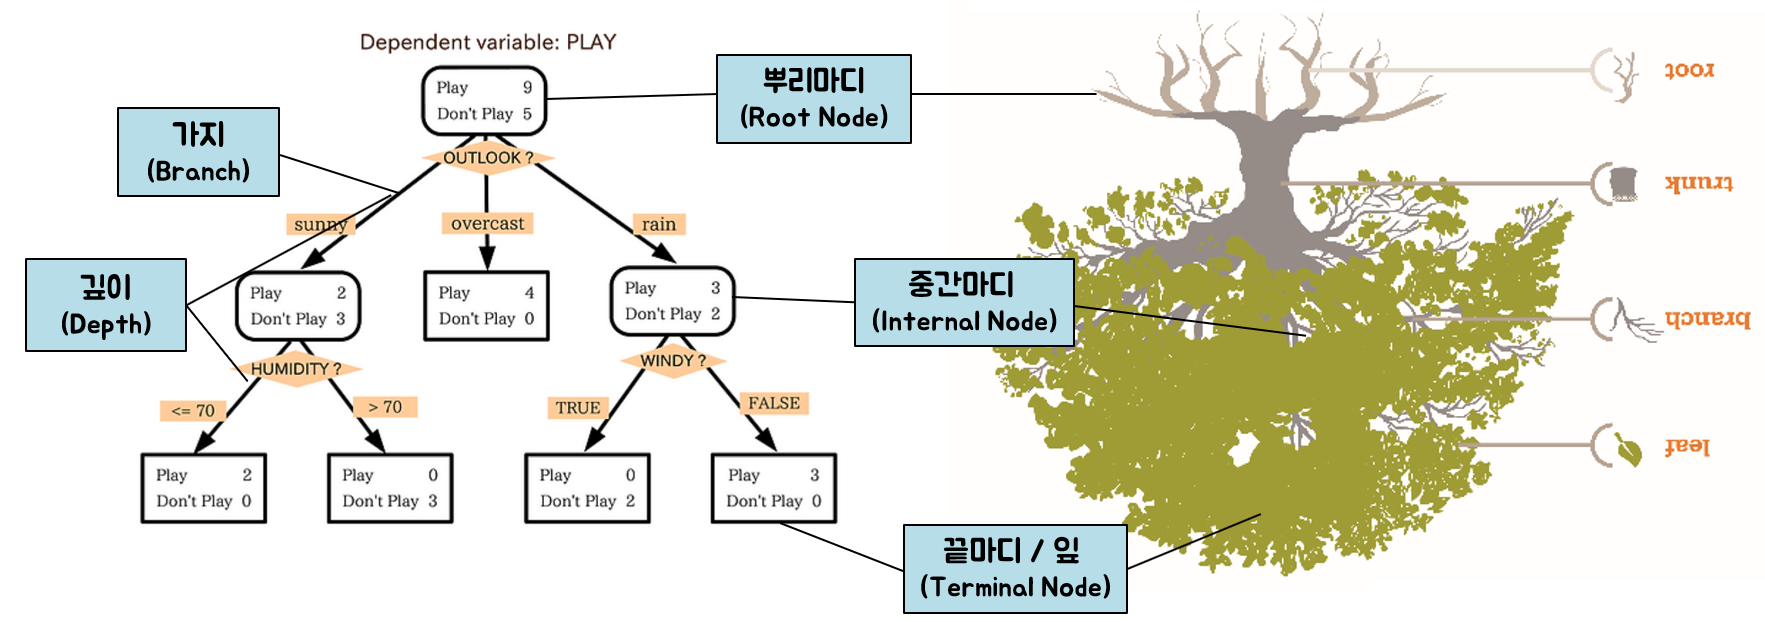 Dependent variable: PLAY
Play 9
Don't Play 5
뿌리마디
(Root Node)
가지
(Branch)
OUTLOOK ?
sunny
overcast
rain
깊이
(Depth)
Play 2
Don't Play 3
Play 4
Don't Play 0
Play 3
Don't Play 2
중간마디
(Internal Node)
HUMIDITY ?
WINDY ?
<= 70
> 70
TRUE
FALSE
Play 2
Don't Play 0
Play 0
Don't Play 3
Play 0
Don't Play 2
Play 3
Don't Play 0
끝마디 / 잎
(Terminal Node)
root
trunk
branch
leaf